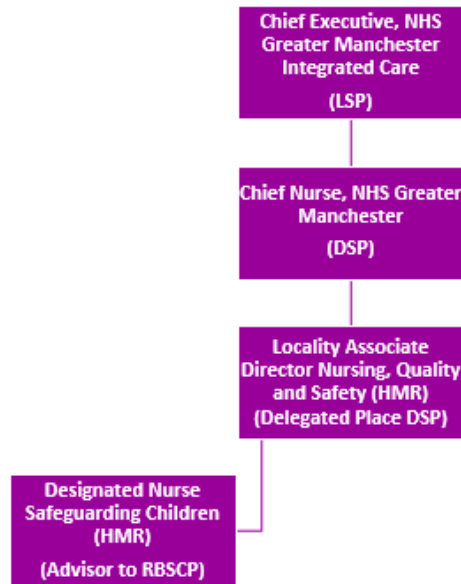 Chief Executive, NHS
Greater Manchester
Integrated Care
(LSP)
Chief Nurse, NHS Greater
Manchester
(DSP)
Locality Associate
Director Nursing, Quality
and Safety (HMR)
(Delegated Place DSP)
Designated Nurse
Safeguarding Children
(HMR)
(Advisor to RBSCP)